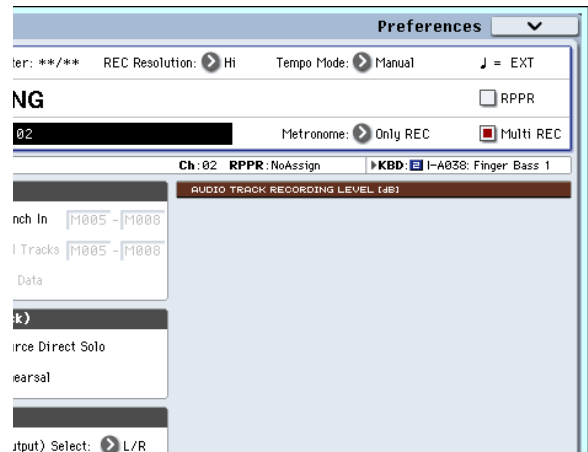 Preferences
ter: **/** REC Resolution: Hi Tempo Mode: Manual ♩ = EXT
NG RPPR
02 Metronome: Only REC Multi REC
Ch:02 RPPR:NoAssign ▶KBD: I-A038: Finger Bass 1
AUDIO TRACK RECORDING LEVEL [dB]
nch In M005 - M008
l Tracks M005 - M008
Data
k)
urce Direct Solo
hearsal
utput) Select: L/R